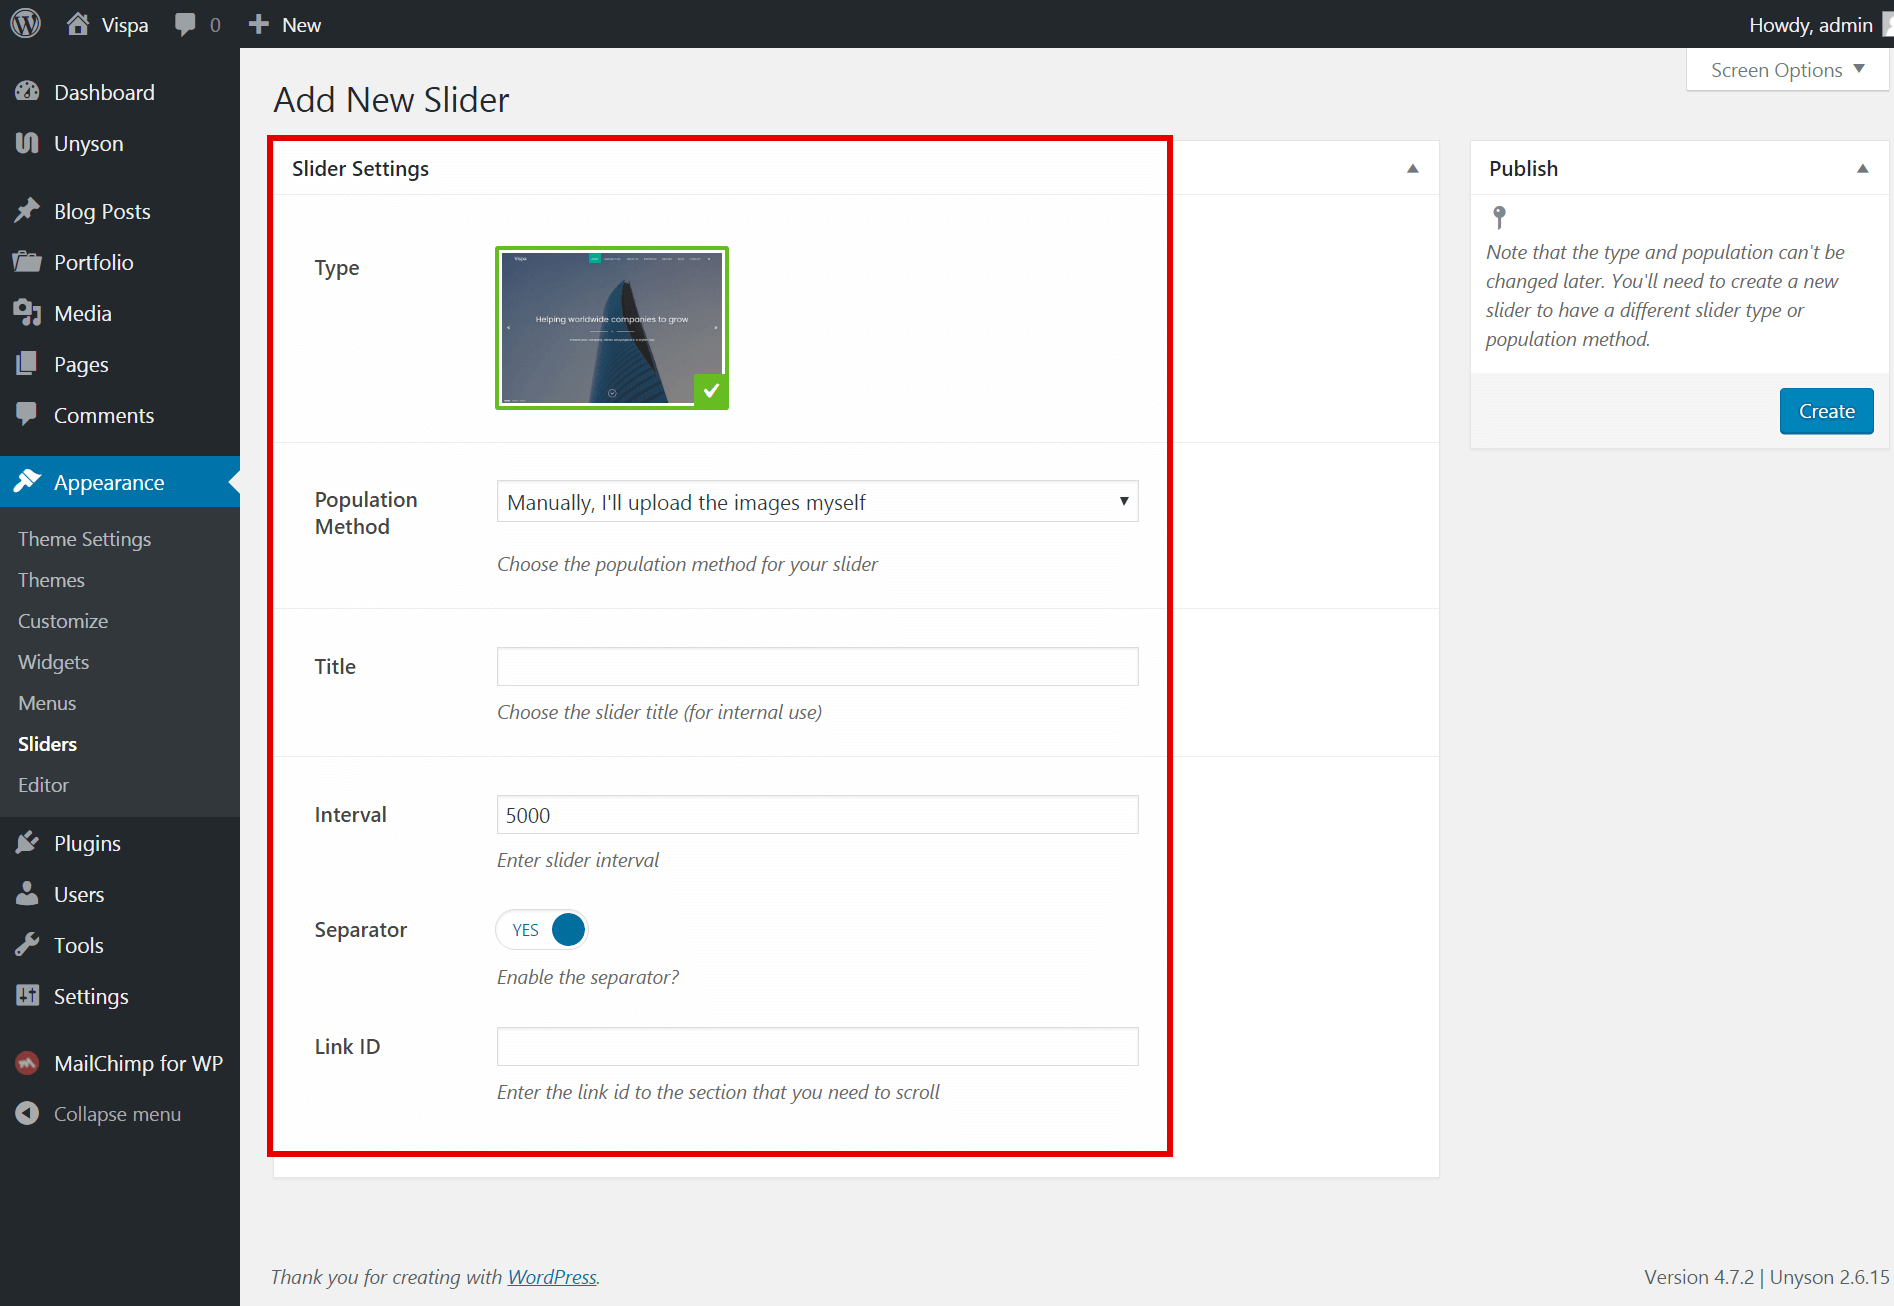 Vispa
0
New
Howdy, admin
Screen Options
Dashboard
Unyson
Blog Posts
Portfolio
Media
Pages
Comments
Appearance
Theme Settings
Themes
Customize
Widgets
Menus
Sliders
Editor
Plugins
Users
Tools
Settings
MailChimp for WP
Collapse menu
Add New Slider
Slider Settings
Type
Vispa
Helping worldwide companies to grow
Population
Method
Manually, I'll upload the images myself
Choose the population method for your slider
Title
Choose the slider title (for internal use)
Interval
5000
Enter slider interval
Separator
YES
Enable the separator?
Link ID
Enter the link id to the section that you need to scroll
Publish
Note that the type and population can't be
changed later. You'll need to create a new
slider to have a different slider type or
population method.
Create
Thank you for creating with WordPress.
Version 4.7.2 | Unyson 2.6.15